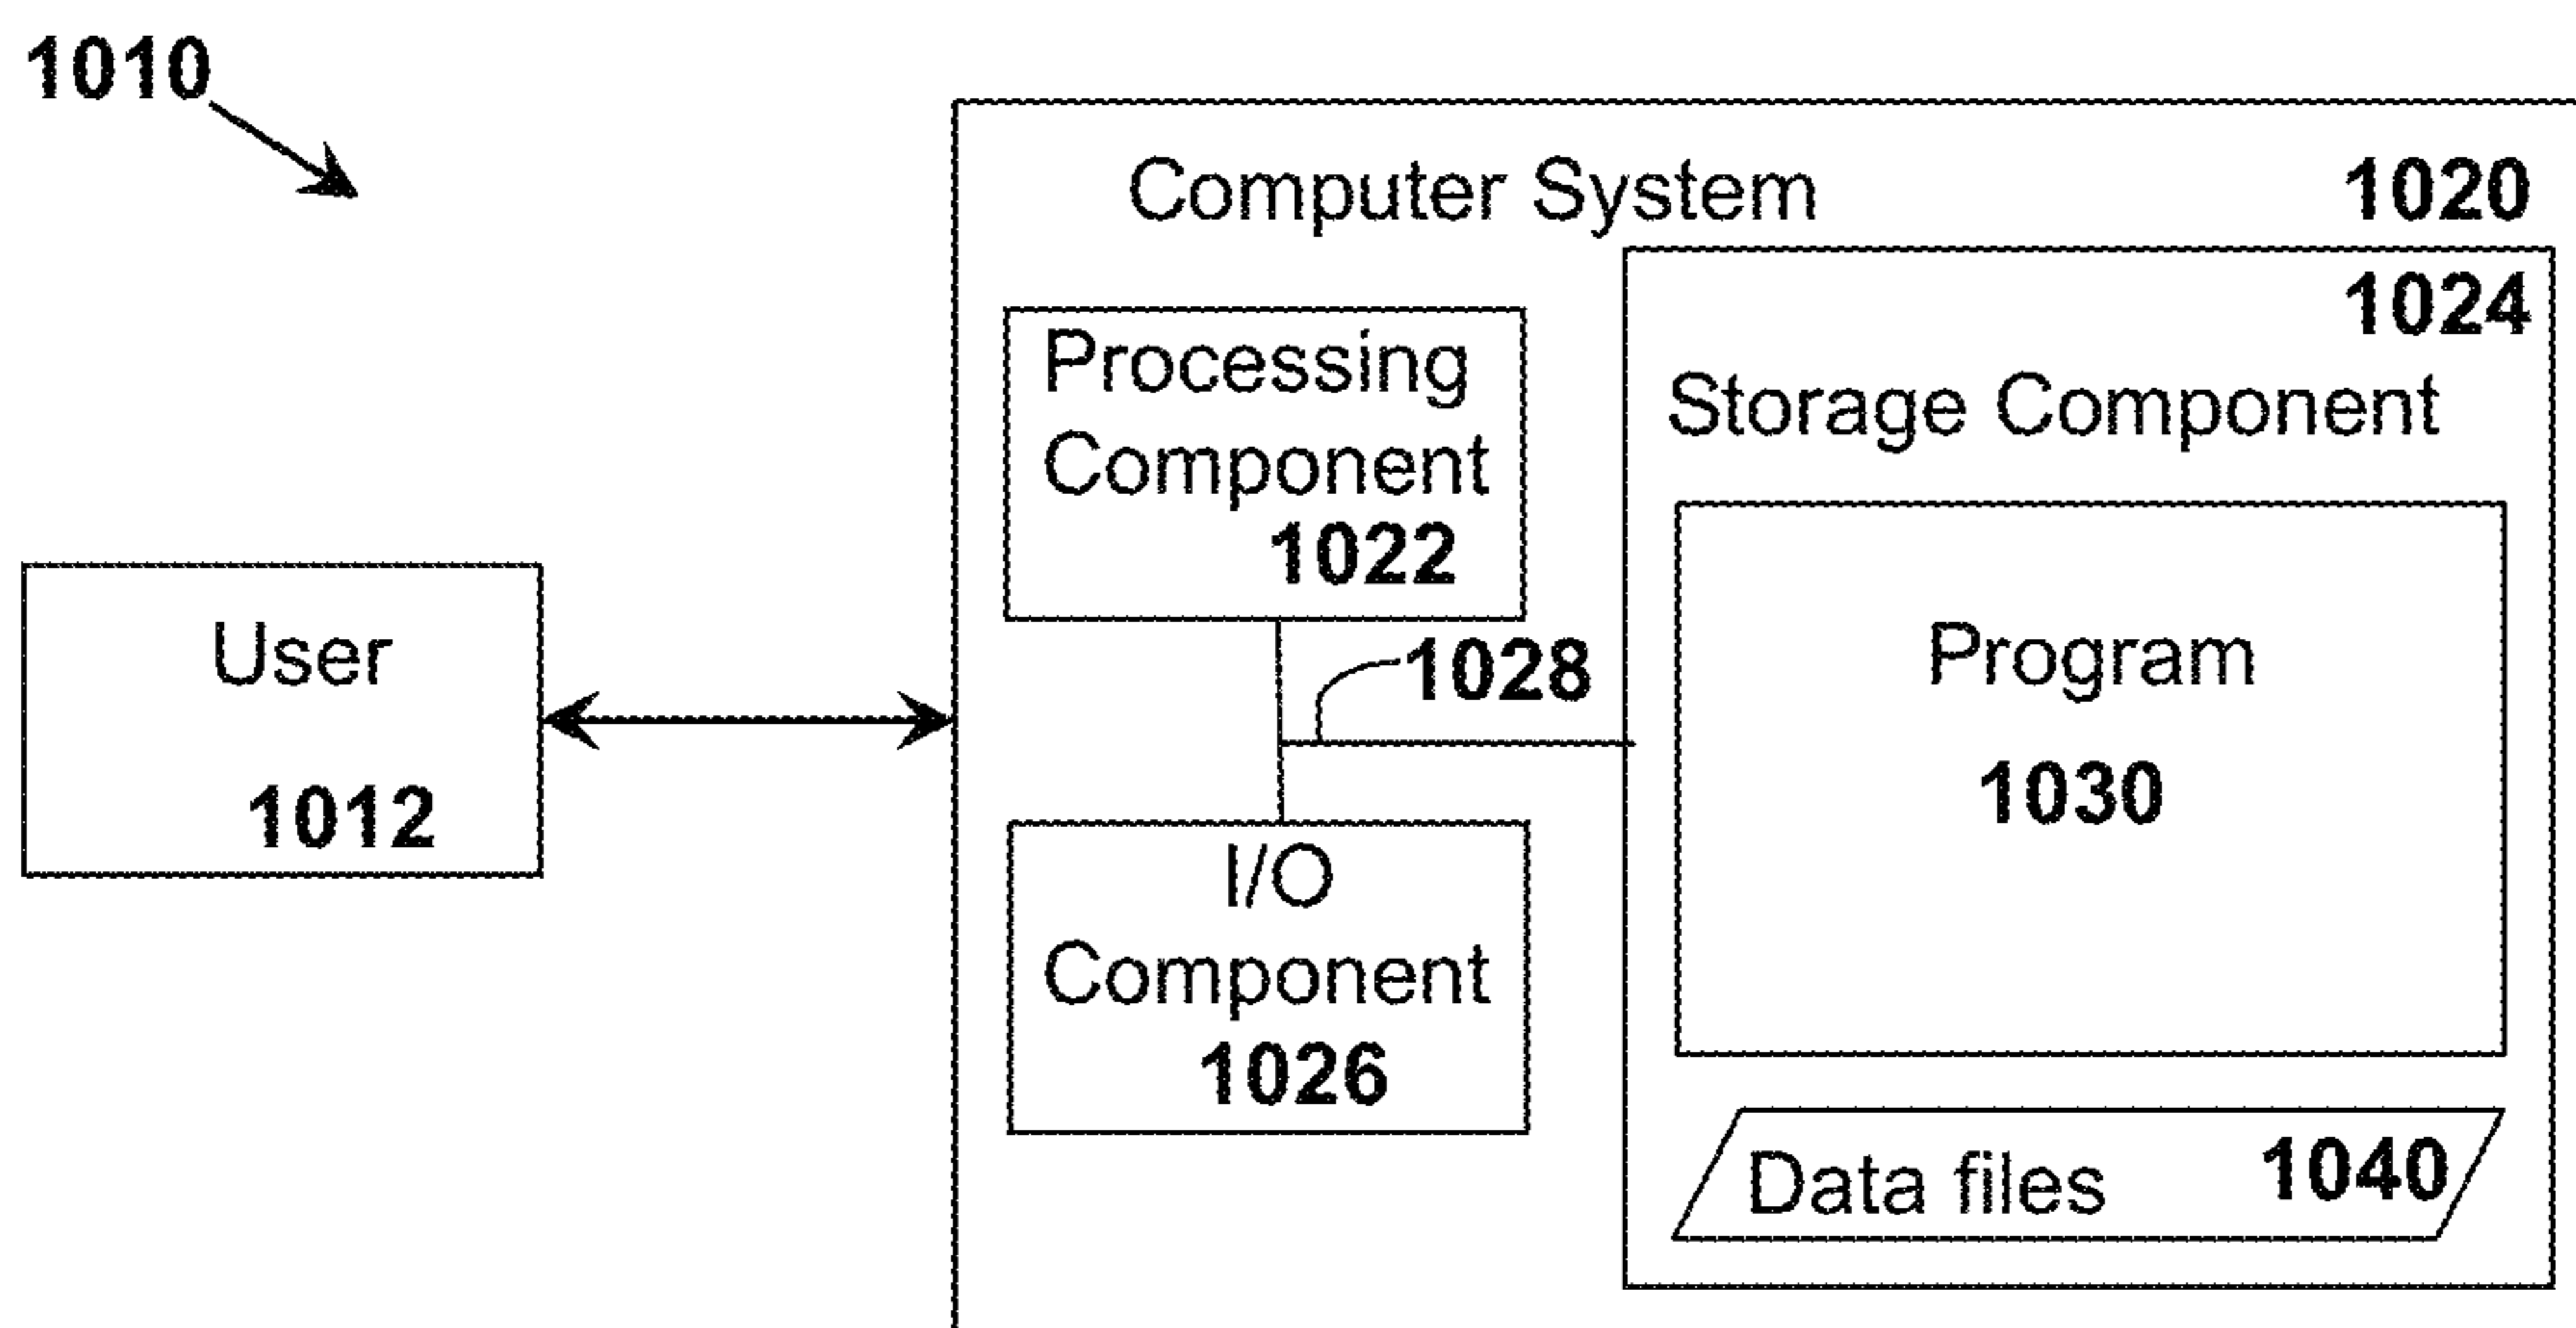 1010
Computer System 1020
1024
Processing
Component
1022
Storage Component
User
1012
1028
Program
1030
I/O
Component
1026
Data files 1040